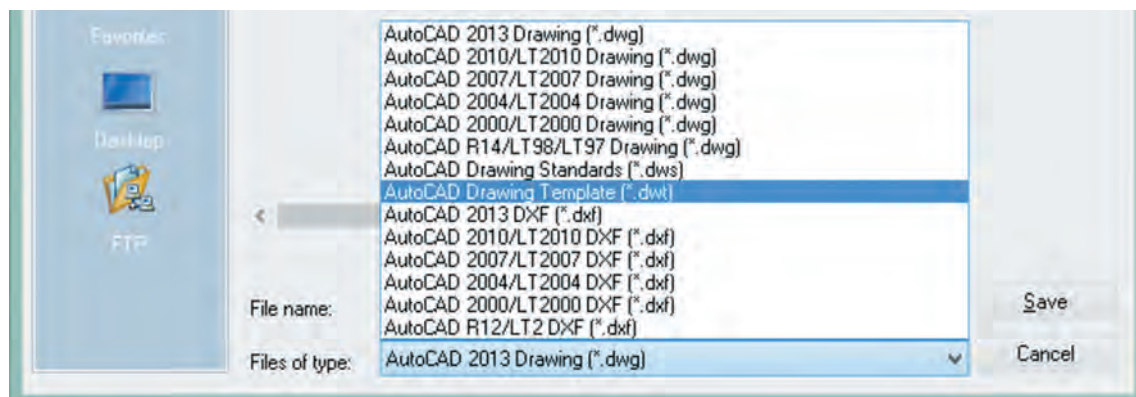 Favorites
Desktop
FTP
AutoCAD 2013 Drawing (*.dwg)
AutoCAD 2010/LT2010 Drawing (*.dwg)
AutoCAD 2007/LT2007 Drawing (*.dwg)
AutoCAD 2004/LT2004 Drawing (*.dwg)
AutoCAD 2000/LT2000 Drawing (*.dwg)
AutoCAD R14/LT98/LT97 Drawing (*.dwg)
AutoCAD Drawing Standards (*.dws)
AutoCAD Drawing Template (*.dwt)
AutoCAD 2013 DXF (*.dxf)
AutoCAD 2010/LT2010 DXF (*.dxf)
AutoCAD 2007/LT2007 DXF (*.dxf)
AutoCAD 2004/LT2004 DXF (*.dxf)
AutoCAD 2000/LT2000 DXF (*.dxf)
AutoCAD R12/LT2 DXF (*.dxf)
File name:
Save
Files of type: AutoCAD 2013 Drawing (*.dwg)
Cancel